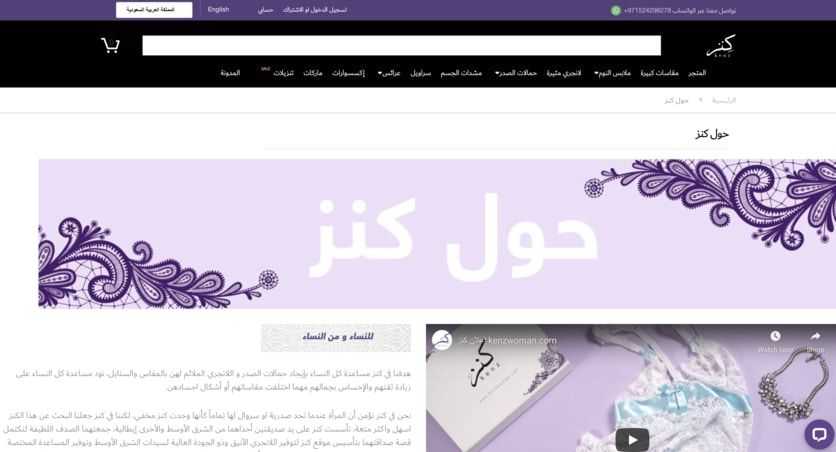 تواصل معنا عبر الواتساب 971524299278+
تسجيل الدخول او الاشتراك
حسابي
English
المملكة العربية السعودية
كنز
KENZ
المتجر
مقاسات كبيرة
ملابس النوم
لانجري مثيرة
حمالات الصدر
مشدات الجسم
سراويل
عرائس
إكسسوارات
ماركات
تنزيلات
SALE
المدونة
الرئيسية
حول كنز
حول كنز
حول كنز
kenzwoman.com
Watch later
Share
كنز
KENZ
للنساء و من النساء
هدفنا في كنز مساعدة كل النساء بإيجاد حمالات الصدر و اللانجري الملائم لهن بالمقاس والستايل. نود مساعدة كل النساء على
زيادة ثقتهم والإحساس بجمالهم مهما اختلفت مقاساتهم أو أشكال اجسادهن.
نحن في كنز نؤمن أن المرأة عندما تجد صدرية او سروال لها تماماً كأنها وجدت كنز مخفي. لكننا في كنز جعلنا البحث عن هذا الكنز
اسهل واكثر متعة. تأسست كنز على يد صديقتين أحداهما من الشرق الأوسط والأخرى إيطالية، جمعتهما الصدف اللطيفة لتكتمل
قصة صداقتهما بتأسيس موقع كنز لتوفير اللانجري الأنيق وذو الجودة العالية لسيدات الشرق الأوسط وتوفير المساعدة المختصة